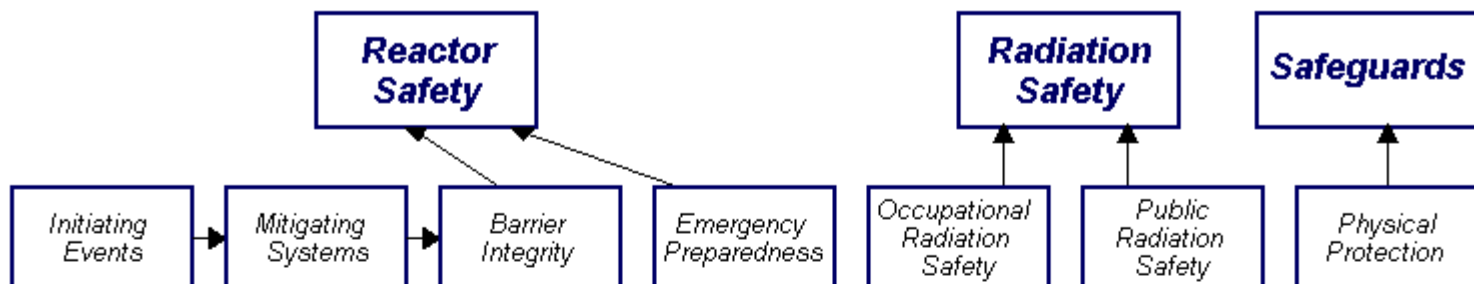 Reactor
Safety
Radiation
Safety
Safeguards
Initiating
Events
Mitigating
Systems
Barrier
Integrity
Emergency
Preparedness
Occupational
Radiation
Safety
Public
Radiation
Safety
Physical
Protection